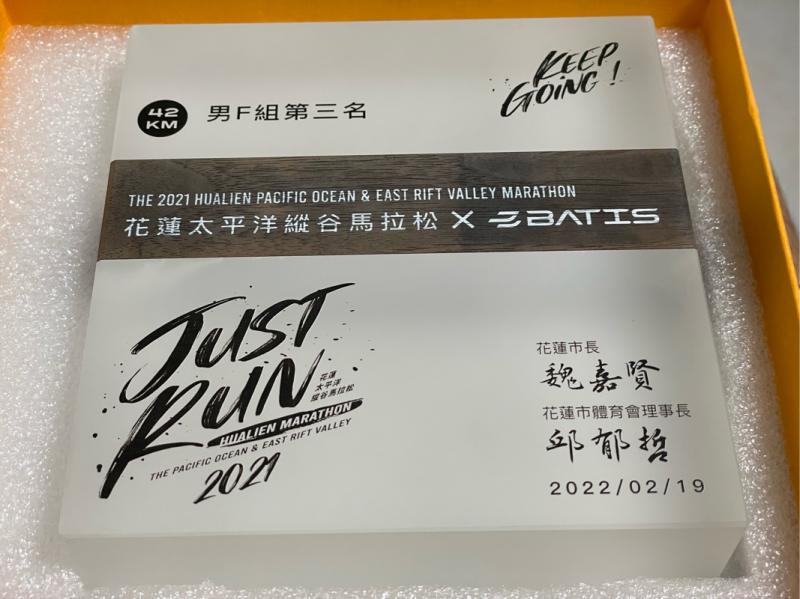 42
KM
男F組第三名
KEEP
GOING!
THE 2021 HUALIEN PACIFIC OCEAN & EAST RIFT VALLEY MARATHON
花蓮太平洋縱谷馬拉松 X BATIS
JUST
RUN
花蓮
太平洋
縱谷馬拉松
HUALIEN MARATHON
THE PACIFIC OCEAN & EAST RIFT VALLEY
2021
花蓮市長
魏嘉賢
花蓮市體育會理事長
邱郁哲
2022/02/19